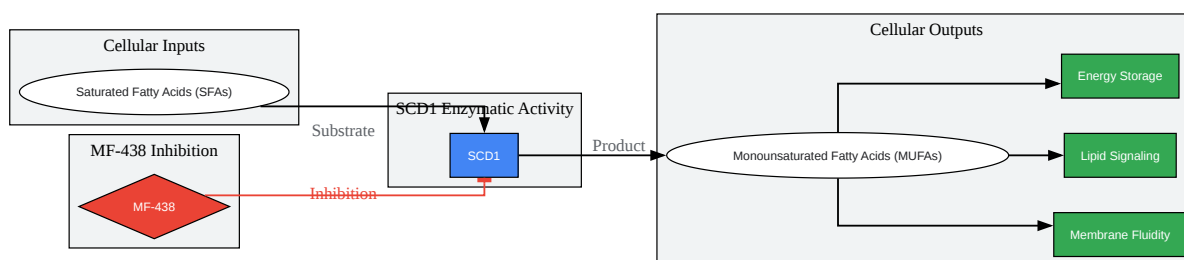 Cellular Inputs
Saturated Fatty Acids (SFAs)
Substrate
MF-438 Inhibition
MF-438
Inhibition
SCD1 Enzymatic Activity
SCD1
Product
Cellular Outputs
Monounsaturated Fatty Acids (MUFAs)
Energy Storage
Lipid Signaling
Membrane Fluidity